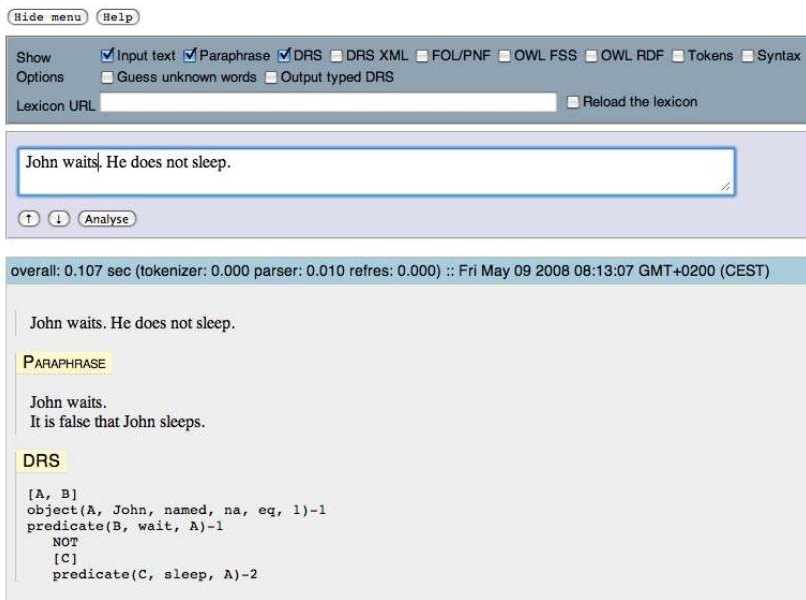 Hide menu Help
Show Input text Paraphrase DRS DRS XML FOL/PNF OWL FSS OWL RDF Tokens Syntax
Options Guess unknown words Output typed DRS
Lexicon URL Reload the lexicon
John waits. He does not sleep.
↑ ↓ Analyse
overall: 0.107 sec (tokenizer: 0.000 parser: 0.010 refres: 0.000) :: Fri May 09 2008 08:13:07 GMT+0200 (CEST)
John waits. He does not sleep.
PARAPHRASE
John waits.
It is false that John sleeps.
DRS
[A, B]
object(A, John, named, na, eq, 1)-1
predicate(B, wait, A)-1
NOT
[C]
predicate(C, sleep, A)-2